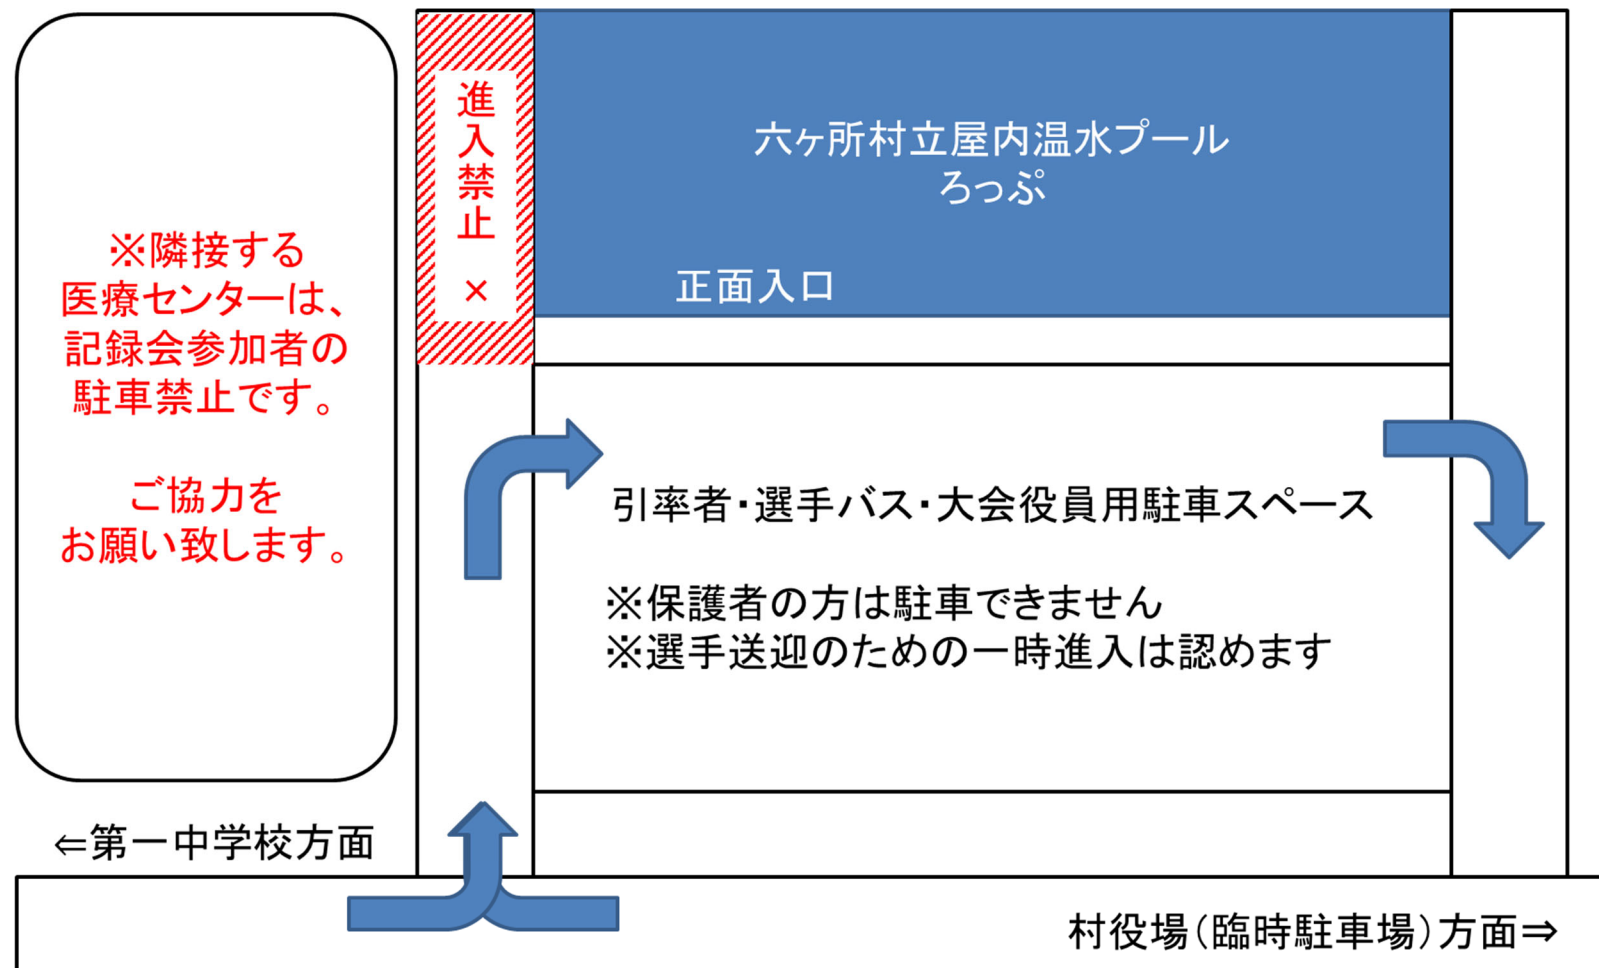 ※隣接する
医療センターは、
記録会参加者の
駐車禁止です。
ご協力を
お願い致します。
進入禁止 ×
六ヶ所村立屋内温水プール
ろっぷ
正面入口
引率者・選手バス・大会役員用駐車スペース
※保護者の方は駐車できません
※選手送迎のための一時進入は認めます
⇐第一中学校方面
村役場(臨時駐車場)方面⇒